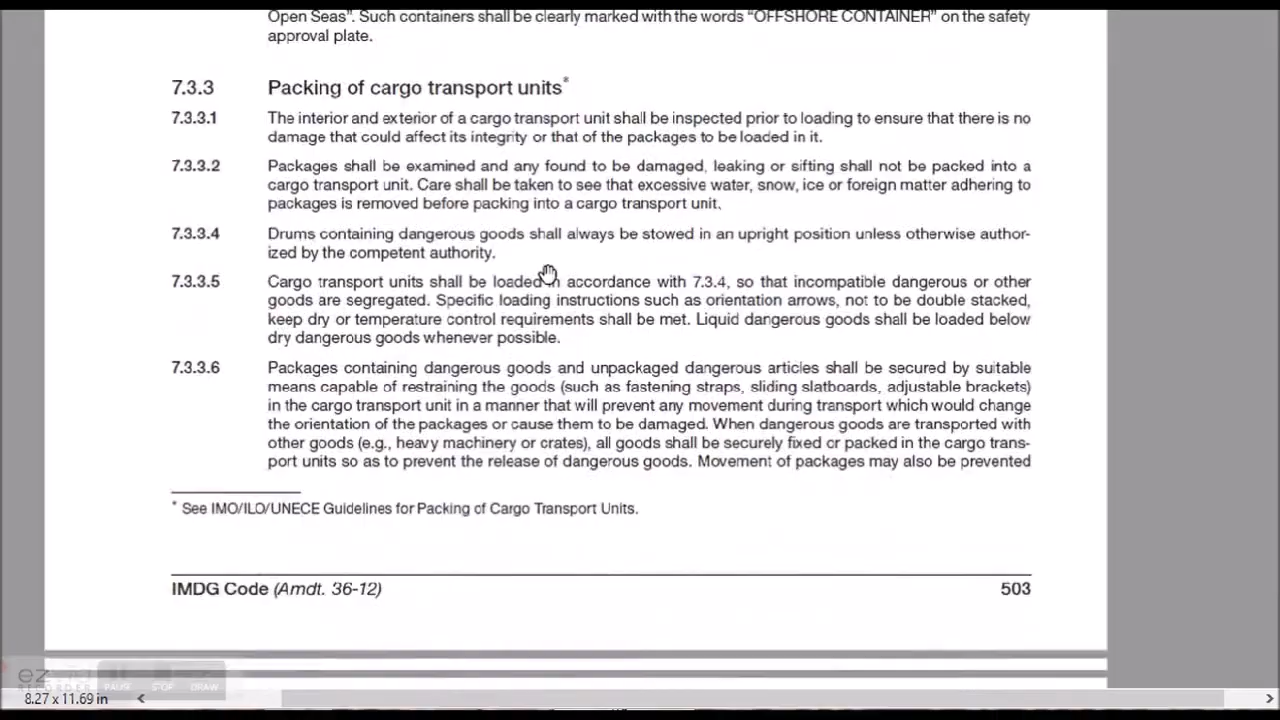 Open Seas”. Such containers shall be clearly marked with the words “OFFSHORE CONTAINER” on the safety
approval plate.
7.3.3 Packing of cargo transport units*
7.3.3.1 The interior and exterior of a cargo transport unit shall be inspected prior to loading to ensure that there is no
damage that could affect its integrity or that of the packages to be loaded in it.
7.3.3.2 Packages shall be examined and any found to be damaged, leaking or sifting shall not be packed into a
cargo transport unit. Care shall be taken to see that excessive water, snow, ice or foreign matter adhering to
packages is removed before packing into a cargo transport unit.
7.3.3.4 Drums containing dangerous goods shall always be stowed in an upright position unless otherwise author-
ized by the competent authority.
7.3.3.5 Cargo transport units shall be loaded in accordance with 7.3.4, so that incompatible dangerous or other
goods are segregated. Specific loading instructions such as orientation arrows, not to be double stacked,
keep dry or temperature control requirements shall be met. Liquid dangerous goods shall be loaded below
dry dangerous goods whenever possible.
7.3.3.6 Packages containing dangerous goods and unpackaged dangerous articles shall be secured by suitable
means capable of restraining the goods (such as fastening straps, sliding slatboards, adjustable brackets)
in the cargo transport unit in a manner that will prevent any movement during transport which would change
the orientation of the packages or cause them to be damaged. When dangerous goods are transported with
other goods (e.g., heavy machinery or crates), all goods shall be securely fixed or packed in the cargo trans-
port units so as to prevent the release of dangerous goods. Movement of packages may also be prevented
* See IMO/ILO/UNECE Guidelines for Packing of Cargo Transport Units.
IMDG Code (Amdt. 36-12) 503
PAUSE STOP DRAW
8.27 x 11.69 in